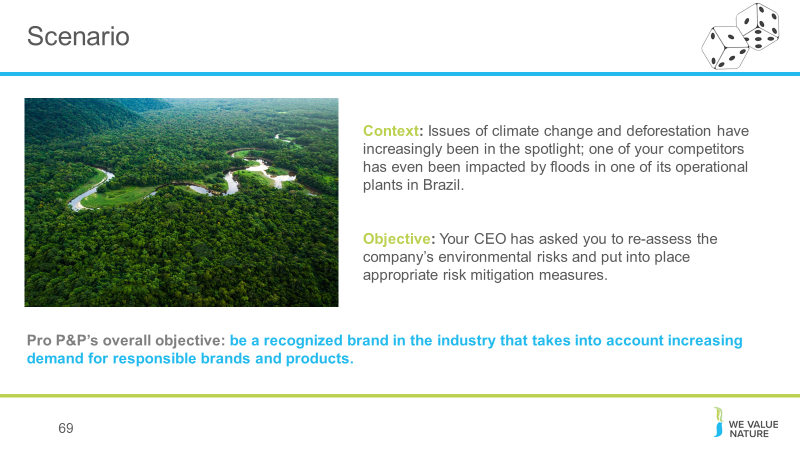 Scenario
Context: Issues of climate change and deforestation have
increasingly been in the spotlight; one of your competitors
has even been impacted by floods in one of its operational
plants in Brazil.
Objective: Your CEO has asked you to re-assess the
company's environmental risks and put into place
appropriate risk mitigation measures.
Pro P&P's overall objective: be a recognized brand in the industry that takes into account increasing
demand for responsible brands and products.
69
WE VALUE
NATURE